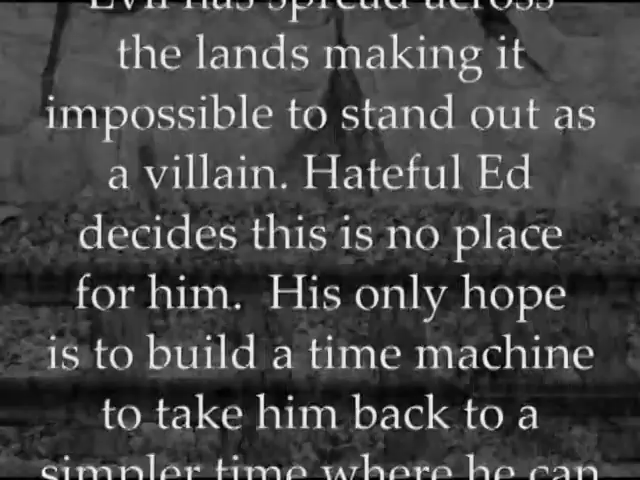 Evil has spread across
the lands making it
impossible to stand out as
a villain. Hateful Ed
decides this is no place
for him. His only hope
is to build a time machine
to take him back to a
simpler time where he can